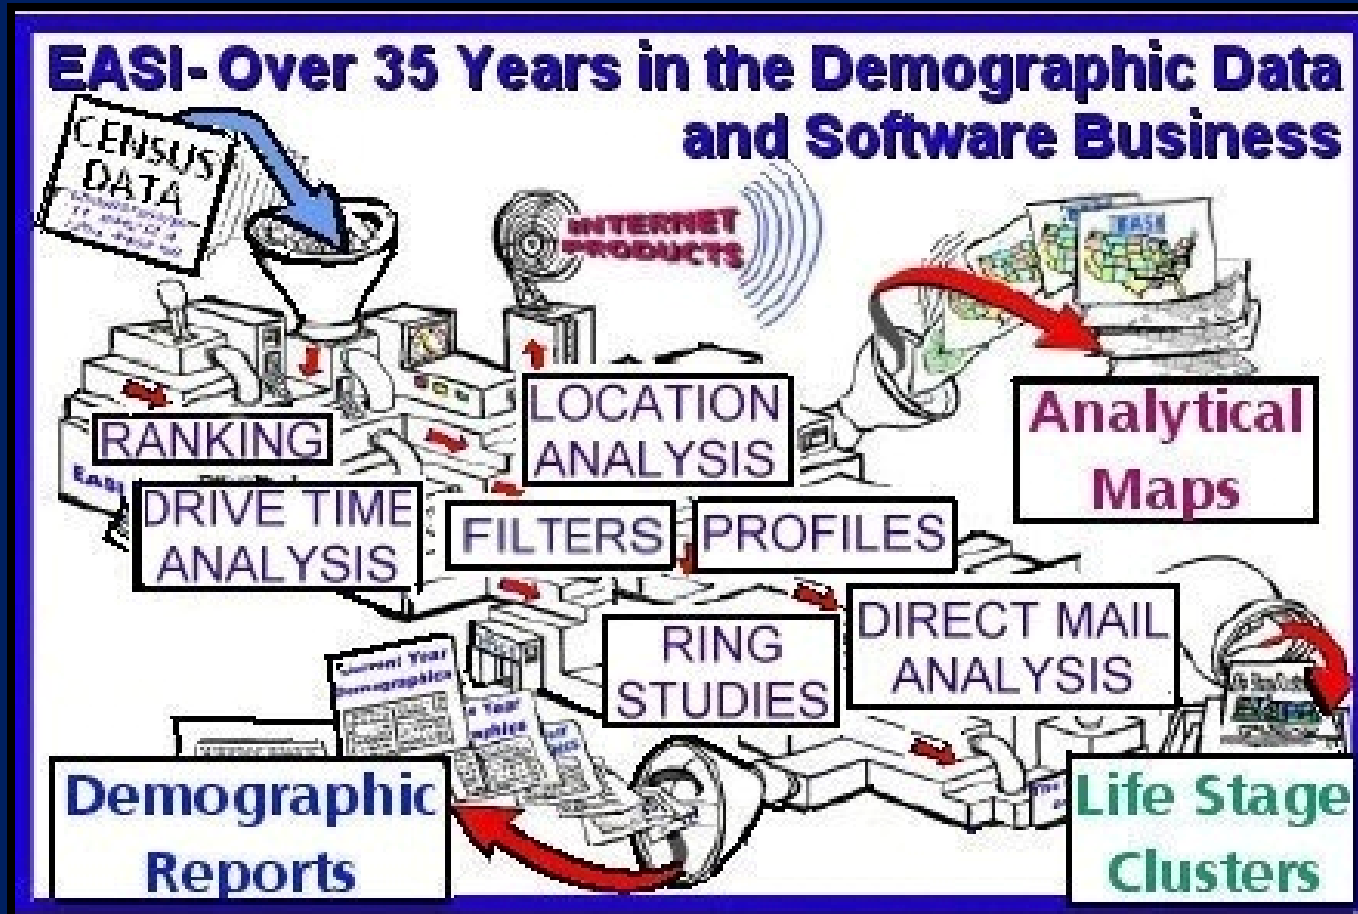 EASI- Over 35 Years in the Demographic Data
and Software Business
CENSUS
DATA
INTERNET
PRODUCTS
EASI
Analytical
Maps
RANKING
LOCATION
ANALYSIS
EASI
DRIVE TIME
ANALYSIS
FILTERS
PROFILES
RING
STUDIES
DIRECT MAIL
ANALYSIS
Current Year
Demographics
Year
Demographic
Reports
Life Stage
Clusters